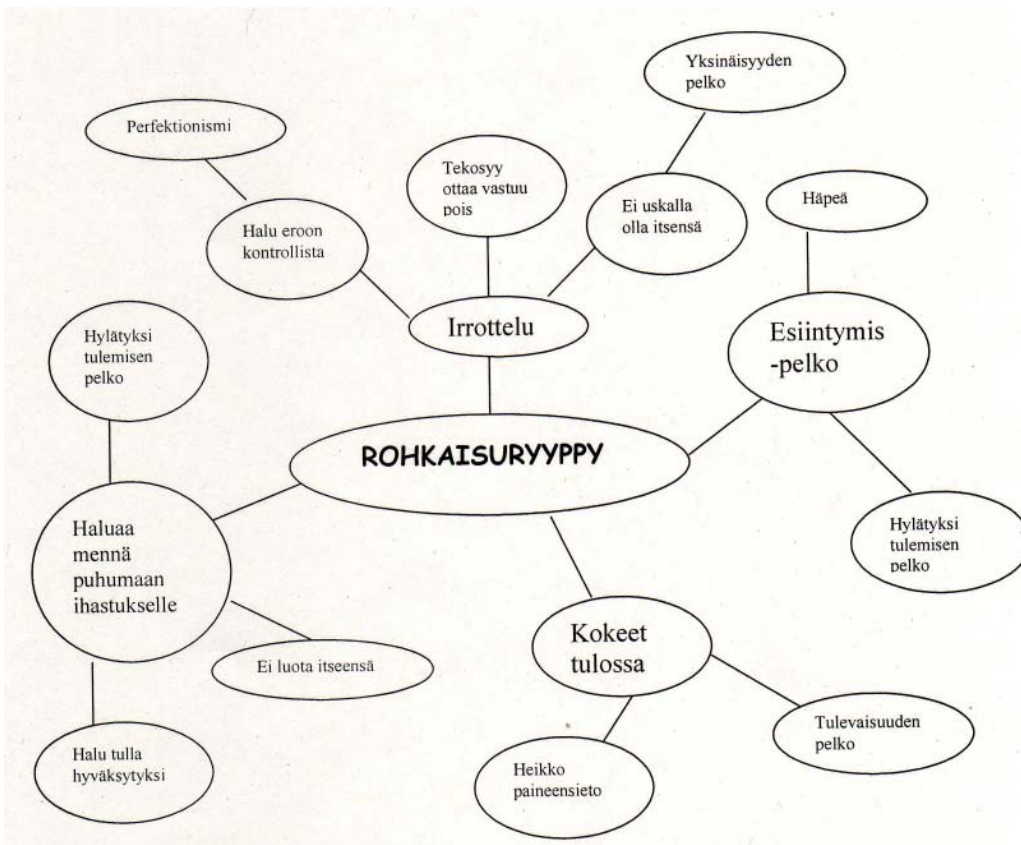 Yksinäisyyden
pelko
Perfektionismi
Tekosyy
ottaa vastuu
pois
Ei uskalla
olla itsensä
Häpeä
Halu eroon
kontrollista
Irrottelu
Esiintymis
-pelko
Hylätyksi
tulemisen
pelko
ROHKAISURYYPPY
Haluaa
mennä
puhumaan
ihastukselle
Hylätyksi
tulemisen
pelko
Kokeet
tulossa
Ei luota itseensä
Tulevaisuuden
pelko
Halu tulla
hyväksytyksi
Heikko
paineensieto